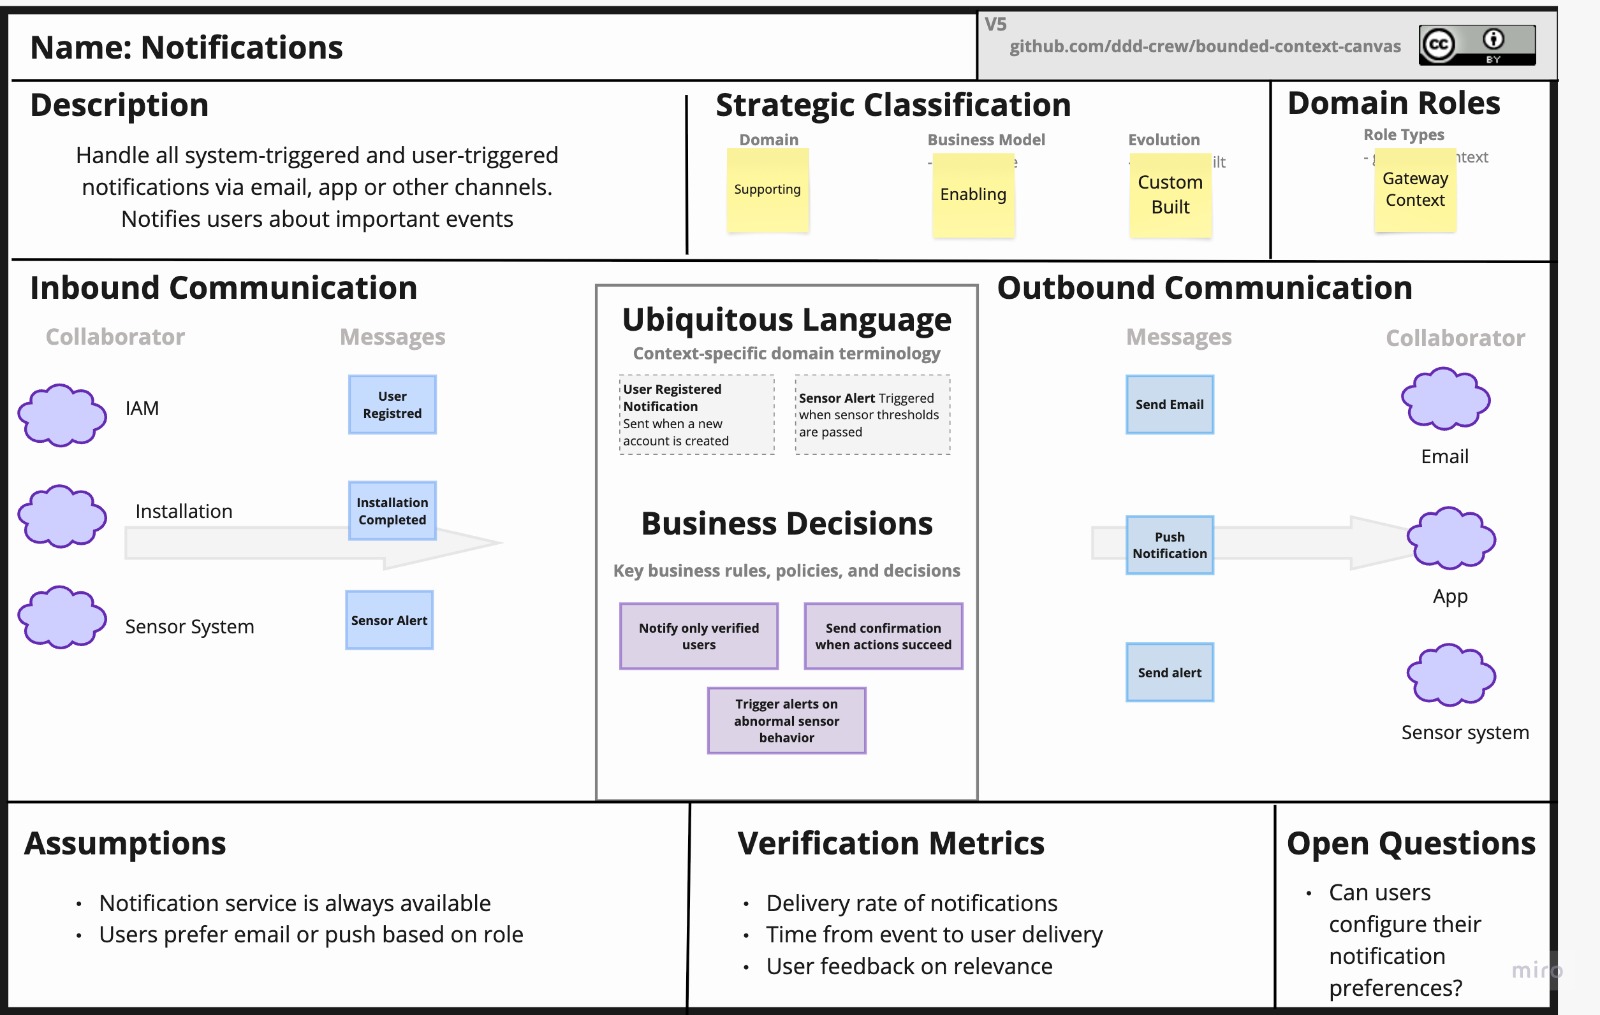 Name: Notifications
V5
github.com/ddd-crew/bounded-context-canvas
cc
BY
Description
Handle all system-triggered and user-triggered
notifications via email, app or other channels.
Notifies users about important events
Strategic Classification
Domain
Supporting
Business Model
Enabling
Evolution
Custom
Built
Domain Roles
Role Types
Gateway
Context
Inbound Communication
Collaborator
Messages
IAM
User
Registred
Installation
Installation
Completed
Sensor System
Sensor Alert
Ubiquitous Language
Context-specific domain terminology
User Registered
Notification
Sent when a new
account is created
Sensor Alert Triggered
when sensor thresholds
are passed
Business Decisions
Key business rules, policies, and decisions
Notify only verified
users
Send confirmation
when actions succeed
Trigger alerts on
abnormal sensor
behavior
Outbound Communication
Messages
Collaborator
Send Email
Email
Push
Notification
App
Send alert
Sensor system
Assumptions
• Notification service is always available
• Users prefer email or push based on role
Verification Metrics
• Delivery rate of notifications
• Time from event to user delivery
• User feedback on relevance
Open Questions
• Can users
configure their
notification
preferences?
miro